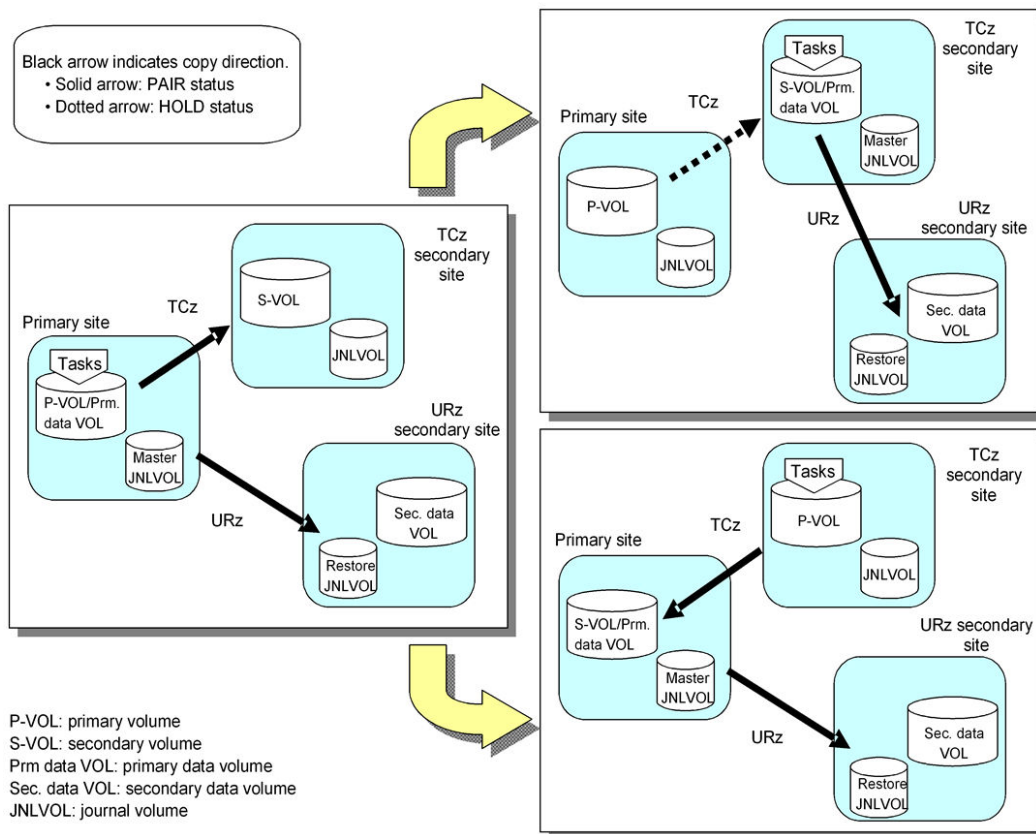 Black arrow indicates copy direction.
• Solid arrow: PAIR status
• Dotted arrow: HOLD status
TCz
secondary
site
S-VOL
JNLVOL
TCz
Primary site
Tasks
P-VOL/Prm.
data VOL
Master
JNLVOL
URz
URz
secondary site
Sec. data
VOL
Restore
JNLVOL
TCz
secondary
site
Tasks
S-VOL/Prm.
data VOL
Master
JNLVOL
TCz
Primary site
P-VOL
JNLVOL
URz
URz
secondary site
Sec. data
VOL
Restore
JNLVOL
TCz
secondary
site
Tasks
P-VOL
JNLVOL
TCz
Primary site
S-VOL/Prm.
data VOL
Master
JNLVOL
URz
URz secondary
site
Sec. data
VOL
Restore
JNLVOL
P-VOL: primary volume
S-VOL: secondary volume
Prm data VOL: primary data volume
Sec. data VOL: secondary data volume
JNLVOL: journal volume